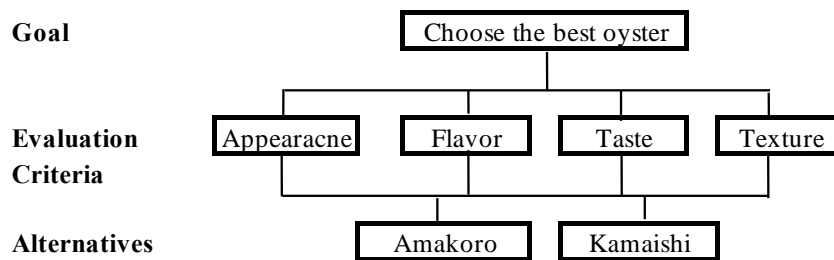 Goal Choose the best oyster
Evaluation Appearacne Flavor Taste Texture
Criteria
Alternatives Amakoro Kamaishi